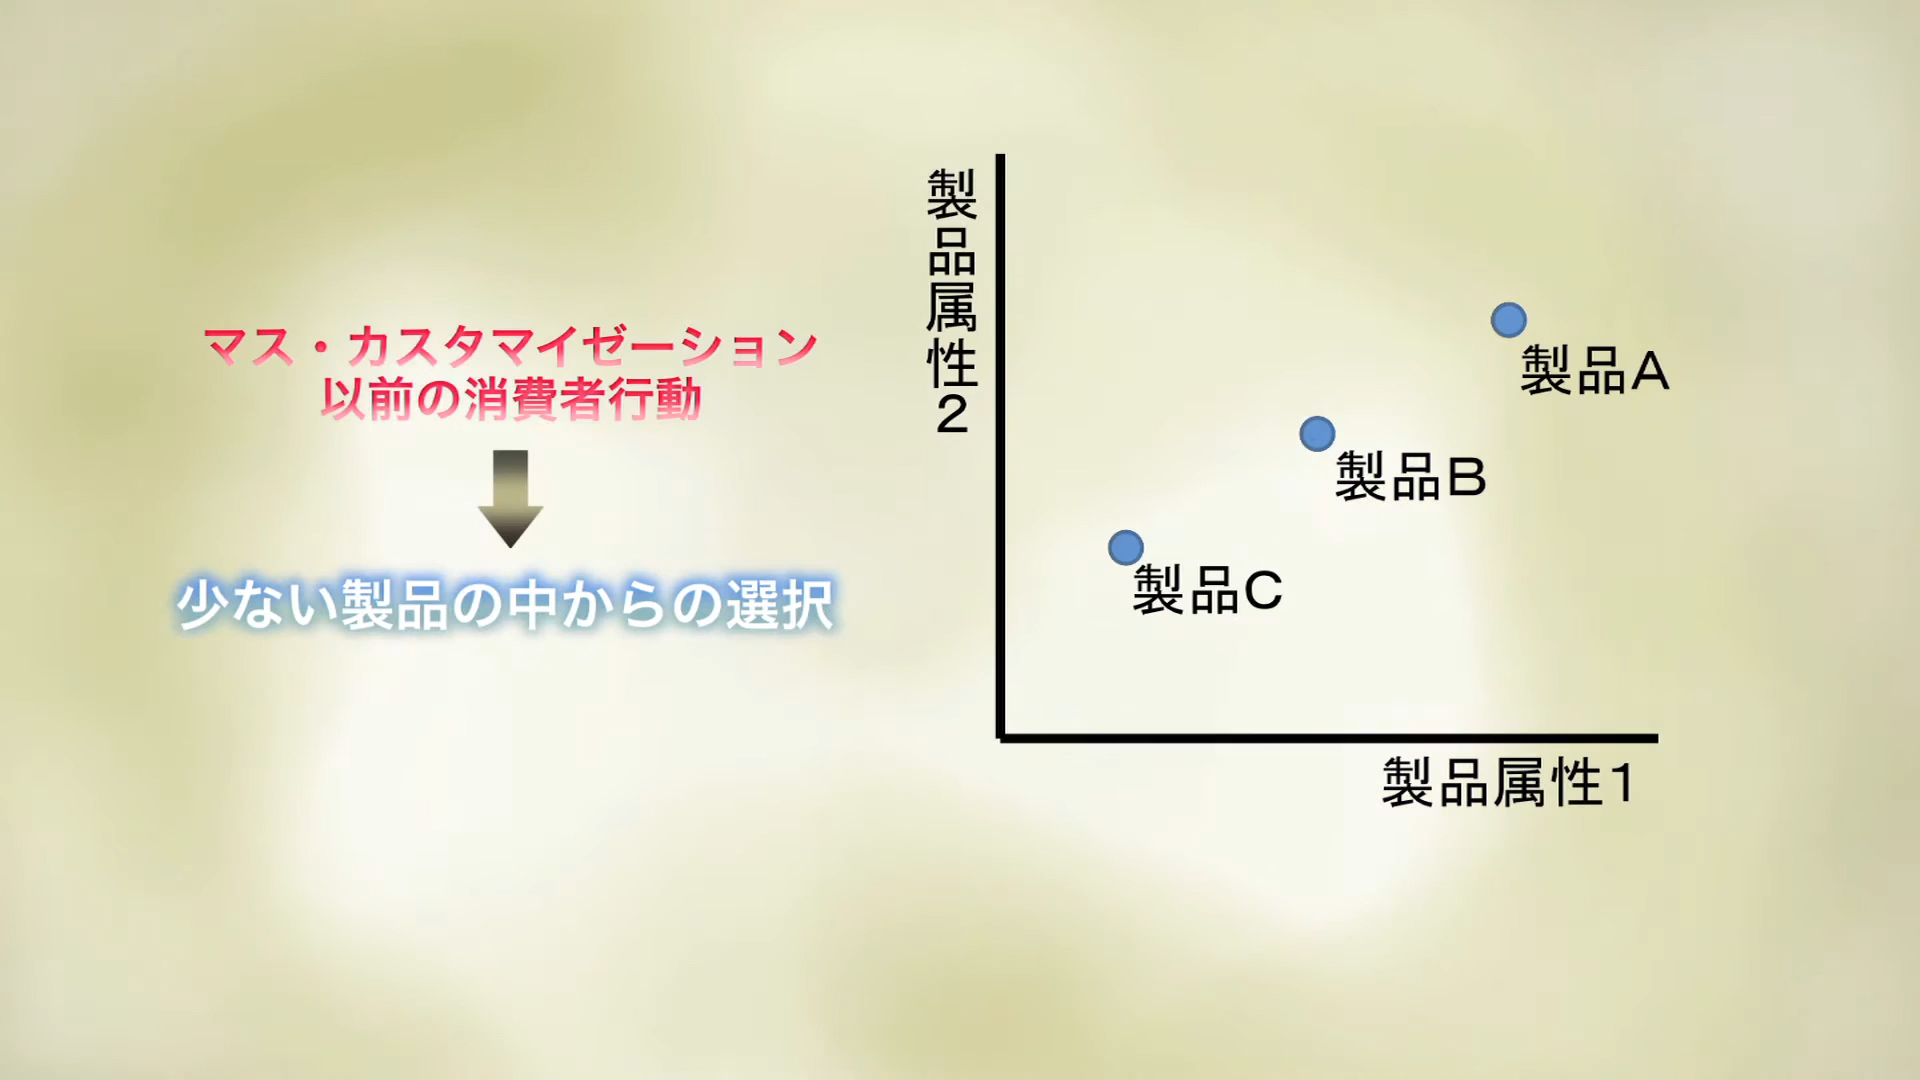 マス・カスタマイゼーション
以前の消費者行動
少ない製品の中からの選択
製品属性2
製品A
製品B
製品C
製品属性1